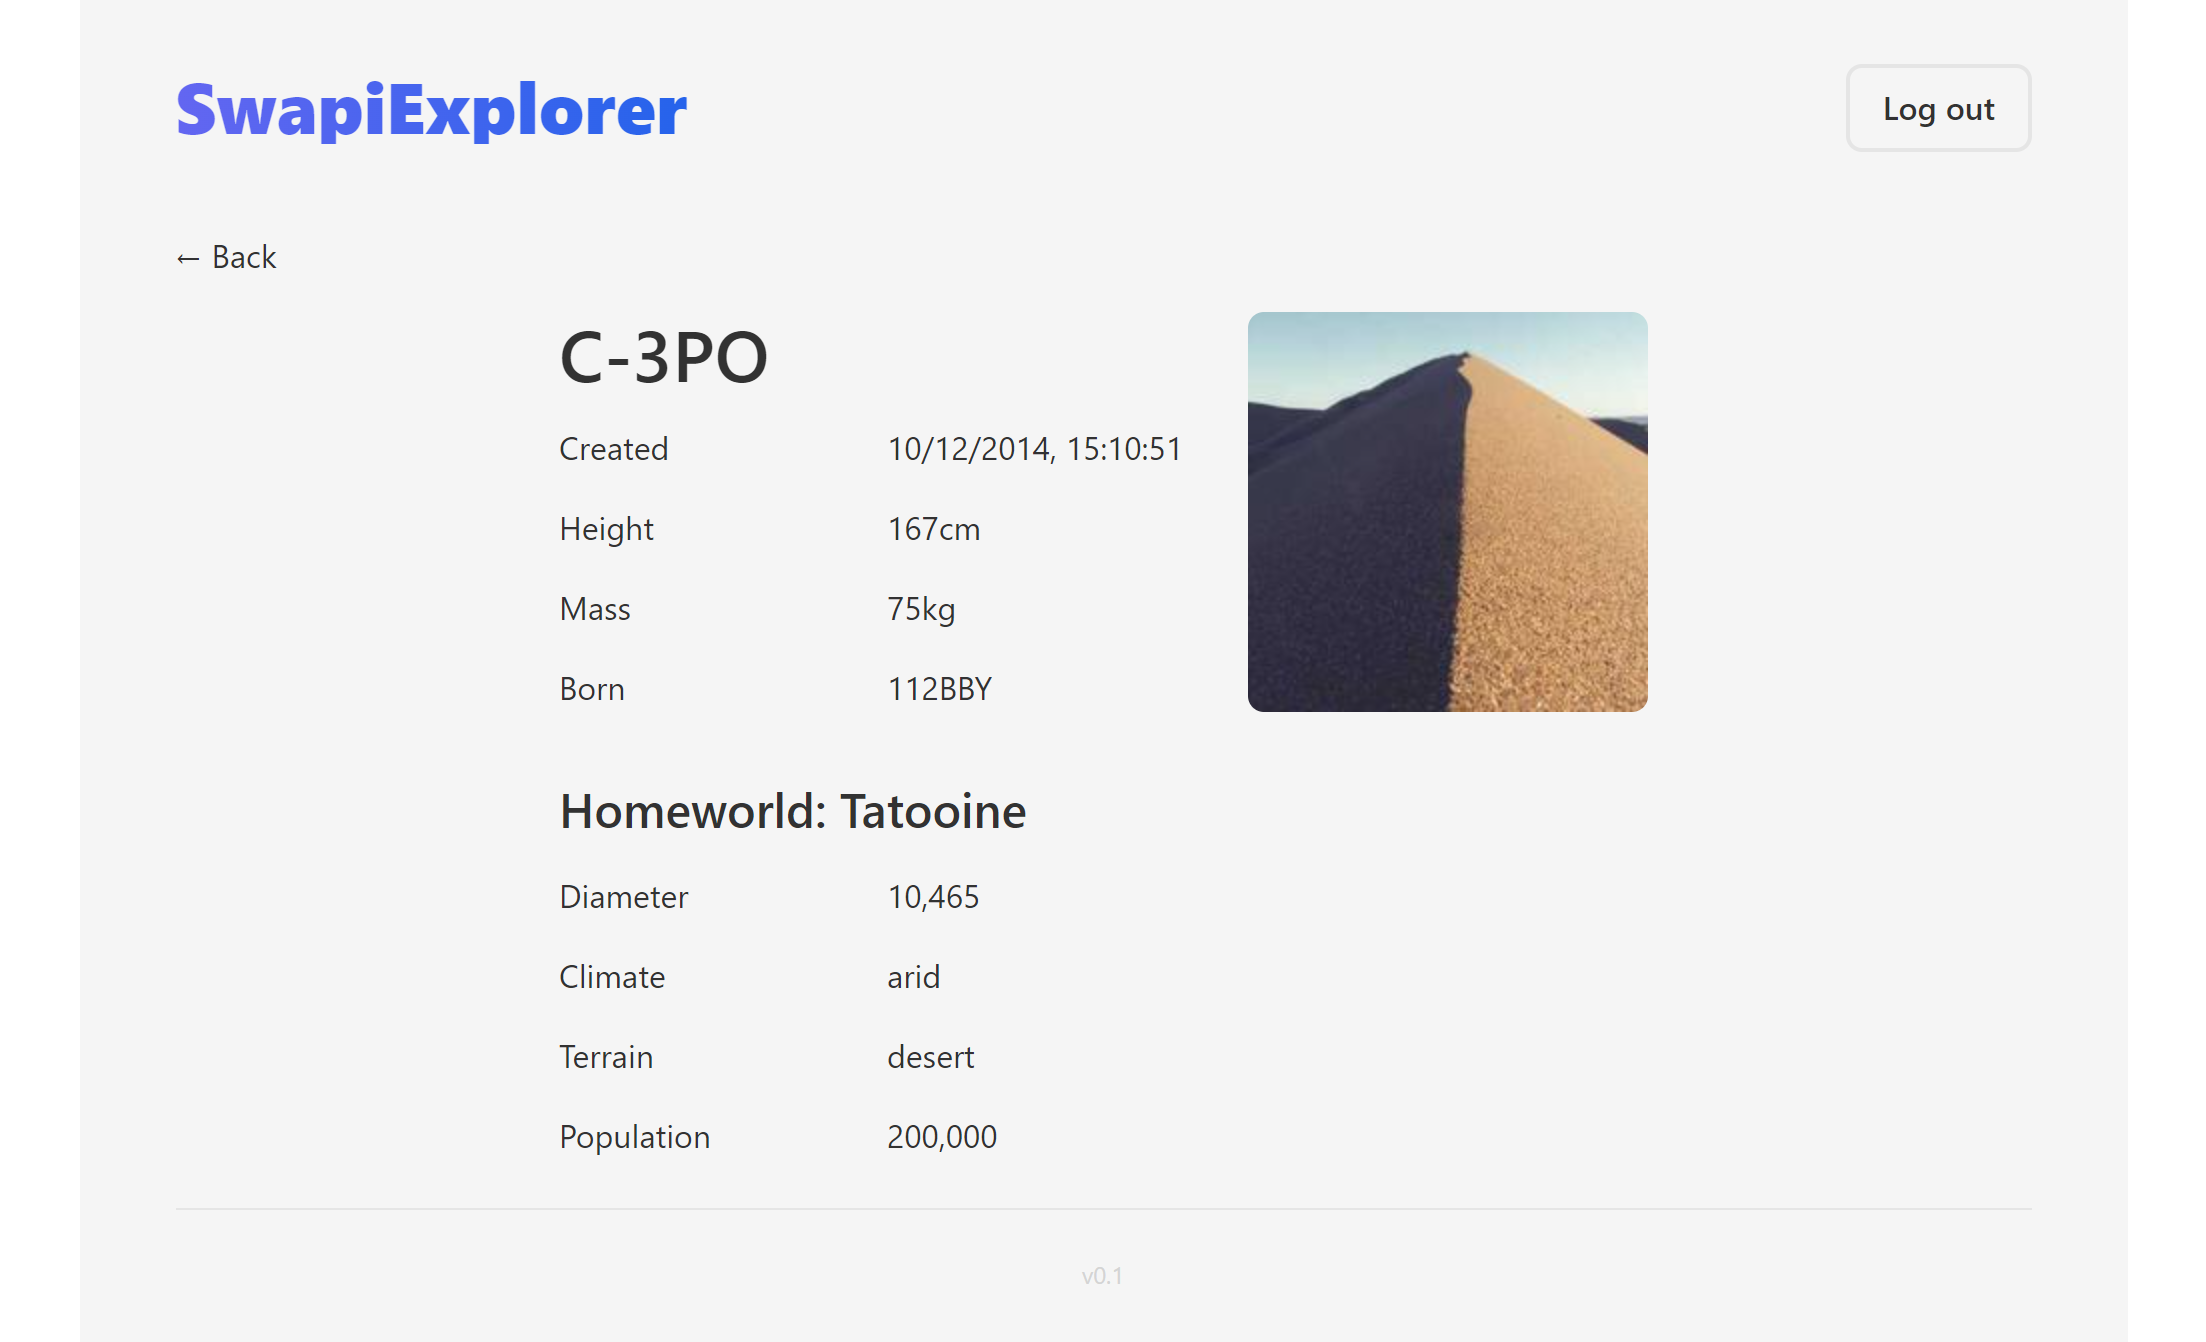 SwapiExplorer
Log out
← Back
C-3PO
Created 10/12/2014, 15:10:51
Height 167cm
Mass 75kg
Born 112BBY
Homeworld: Tatooine
Diameter 10,465
Climate arid
Terrain desert
Population 200,000
v0.1